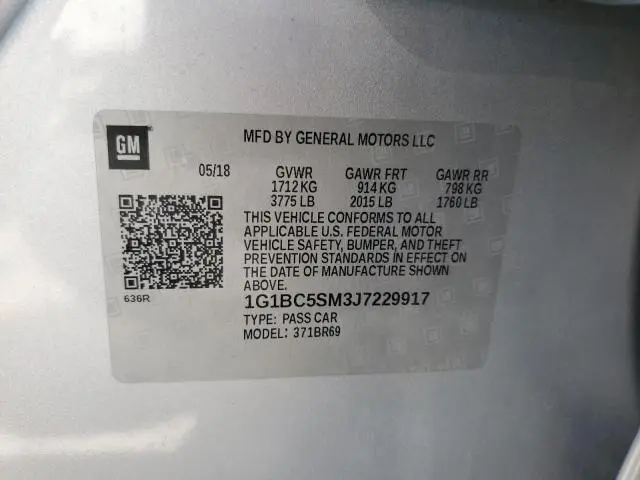 GM
MFD BY GENERAL MOTORS LLC
05/18 GVWR GAWR FRT GAWR RR
1712 KG 914 KG 798 KG
3775 LB 2015 LB 1760 LB
THIS VEHICLE CONFORMS TO ALL
APPLICABLE U.S. FEDERAL MOTOR
VEHICLE SAFETY, BUMPER, AND THEFT
PREVENTION STANDARDS IN EFFECT ON
THE DATE OF MANUFACTURE SHOWN
ABOVE.
636R
1G1BC5SM3J7229917
TYPE: PASS CAR
MODEL: 371BR69